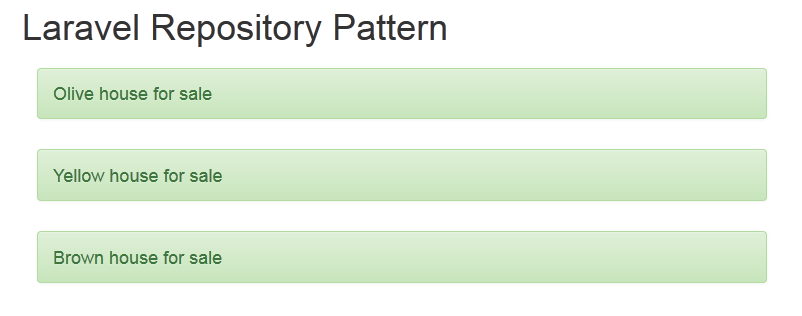 Laravel Repository Pattern
Olive house for sale
Yellow house for sale
Brown house for sale